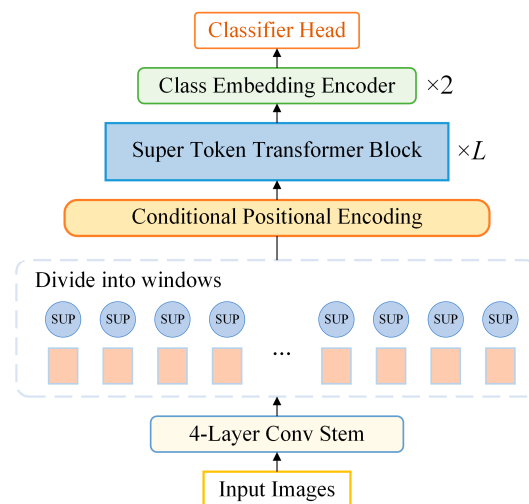 Classifier Head
Class Embedding Encoder ×2
Super Token Transformer Block ×L
Conditional Positional Encoding
Divide into windows
SUP SUP SUP SUP SUP SUP SUP SUP
...
4-Layer Conv Stem
Input Images